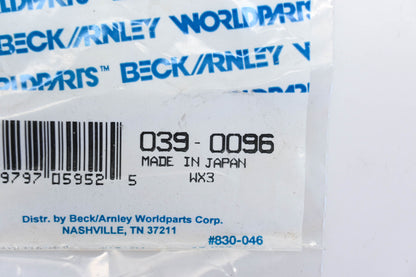 BECK/ARNLEY WORLDPARTS
WORLDPARTS™ BECK/ARNLEY WORLDPARTS
039-0096
MADE IN JAPAN
9797 05952 5 WX3
Distr. by Beck/Arnley Worldparts Corp.
NASHVILLE, TN 37211
#830-046